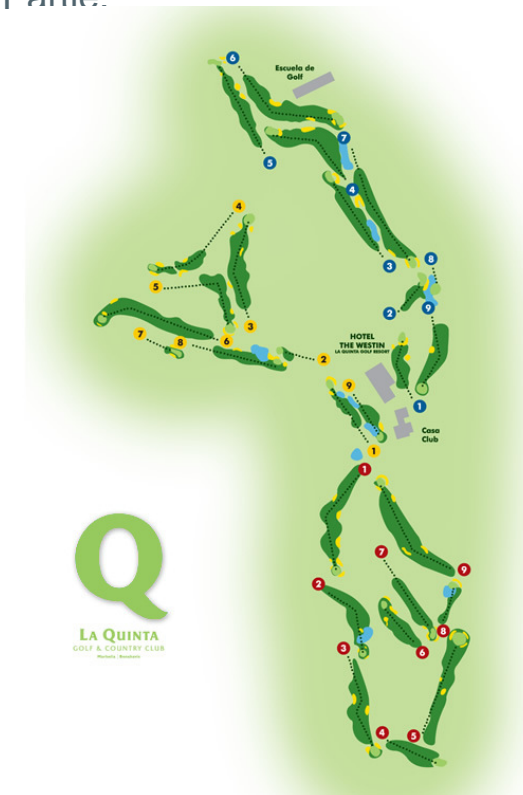 6
Escuela de
Golf
7
5
4
4
3
8
5
2
9
3
HOTEL
THE WESTIN
LA QUINTA GOLF RESORT
7
8
6
2
9
1
Casa
Club
1
1
Q
7
9
2
LA QUINTA
GOLF & COUNTRY CLUB
Marbella - Benahavís
8
3
6
4
5